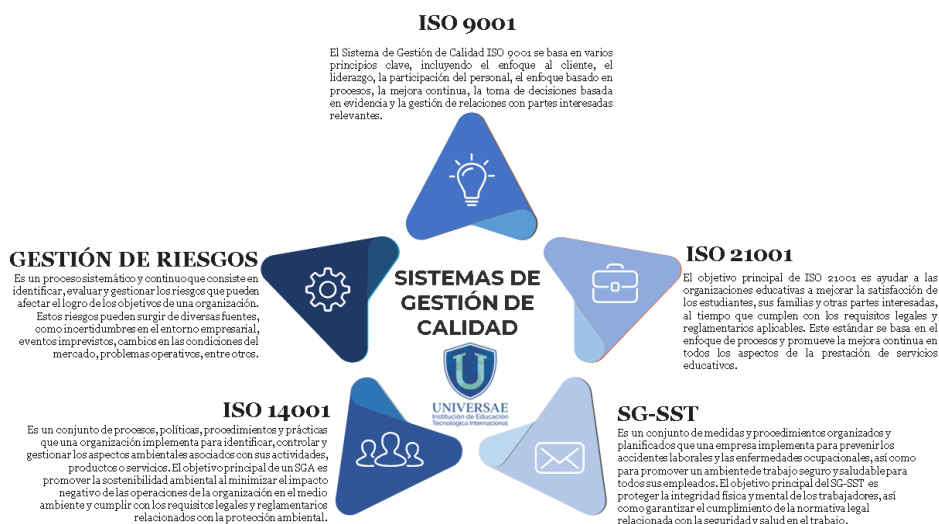 ISO 9001
El Sistema de Gestión de Calidad ISO 9001 se basa en varios
principios clave, incluyendo el enfoque al cliente, el
liderazgo, la participación del personal, el enfoque basado en
procesos, la mejora continua, la toma de decisiones basada
en evidencia y la gestión de relaciones con partes interesadas
relevantes.
GESTIÓN DE RIESGOS
Es un proceso sistemático y continuo que consiste en
identificar, evaluar y gestionar los riesgos que pueden
afectar el logro de los objetivos de una organización.
Estos riesgos pueden surgir de diversas fuentes,
como incertidumbres en el entorno empresarial,
eventos imprevistos, cambios en las condiciones del
mercado, problemas operativos, entre otros.
SISTEMAS DE
GESTIÓN DE
CALIDAD
U
UNIVERSAE
Institución de Educación
Tecnológica Internacional
ISO 21001
El objetivo principal de ISO 21001 es ayudar a las
organizaciones educativas a mejorar la satisfacción de
los estudiantes, sus familias y otras partes interesadas,
al tiempo que cumplen con los requisitos legales y
reglamentarios aplicables. Este estándar se basa en el
enfoque de procesos y promueve la mejora continua en
todos los aspectos de la prestación de servicios
educativos.
ISO 14001
Es un conjunto de procesos, políticas, procedimientos y prácticas
que una organización implementa para identificar, controlar y
gestionar los aspectos ambientales asociados con sus actividades,
productos o servicios. El objetivo principal de un SGA es
promover la sostenibilidad ambiental al minimizar el impacto
negativo de las operaciones de la organización en el medio
ambiente y cumplir con los requisitos legales y reglamentarios
relacionados con la protección ambiental.
SG-SST
Es un conjunto de medidas y procedimientos organizados y
planificados que una empresa implementa para prevenir los
accidentes laborales y las enfermedades ocupacionales, así como
para promover un ambiente de trabajo seguro y saludable para
todos sus empleados. El objetivo principal del SG-SST es
proteger la integridad física y mental de los trabajadores, así
como garantizar el cumplimiento de la normativa legal
relacionada con la seguridad y salud en el trabajo.